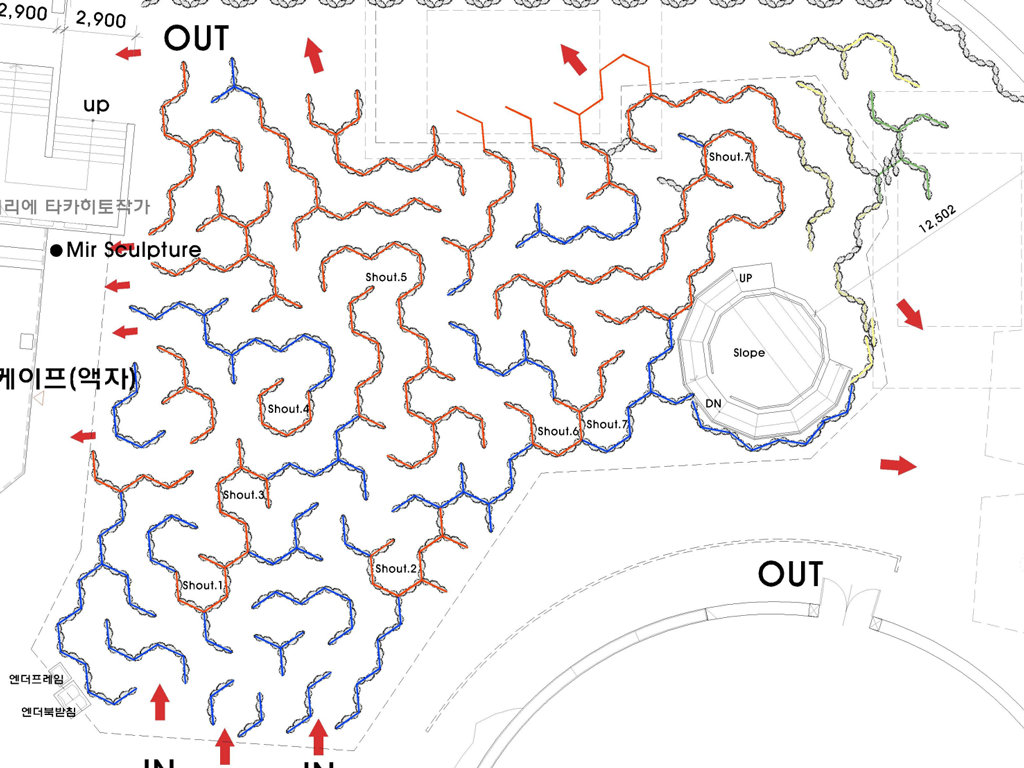 2,900
2,900
OUT
up
리에 타카히토작가
Mir Sculpture
케이프(액자)
Shout.7
12,502
Shout.5
UP
Slope
DN
Shout.4
Shout.6
Shout.7
Shout.3
Shout.2
Shout.1
OUT
엔더프레임
엔더북받침
IN
IN